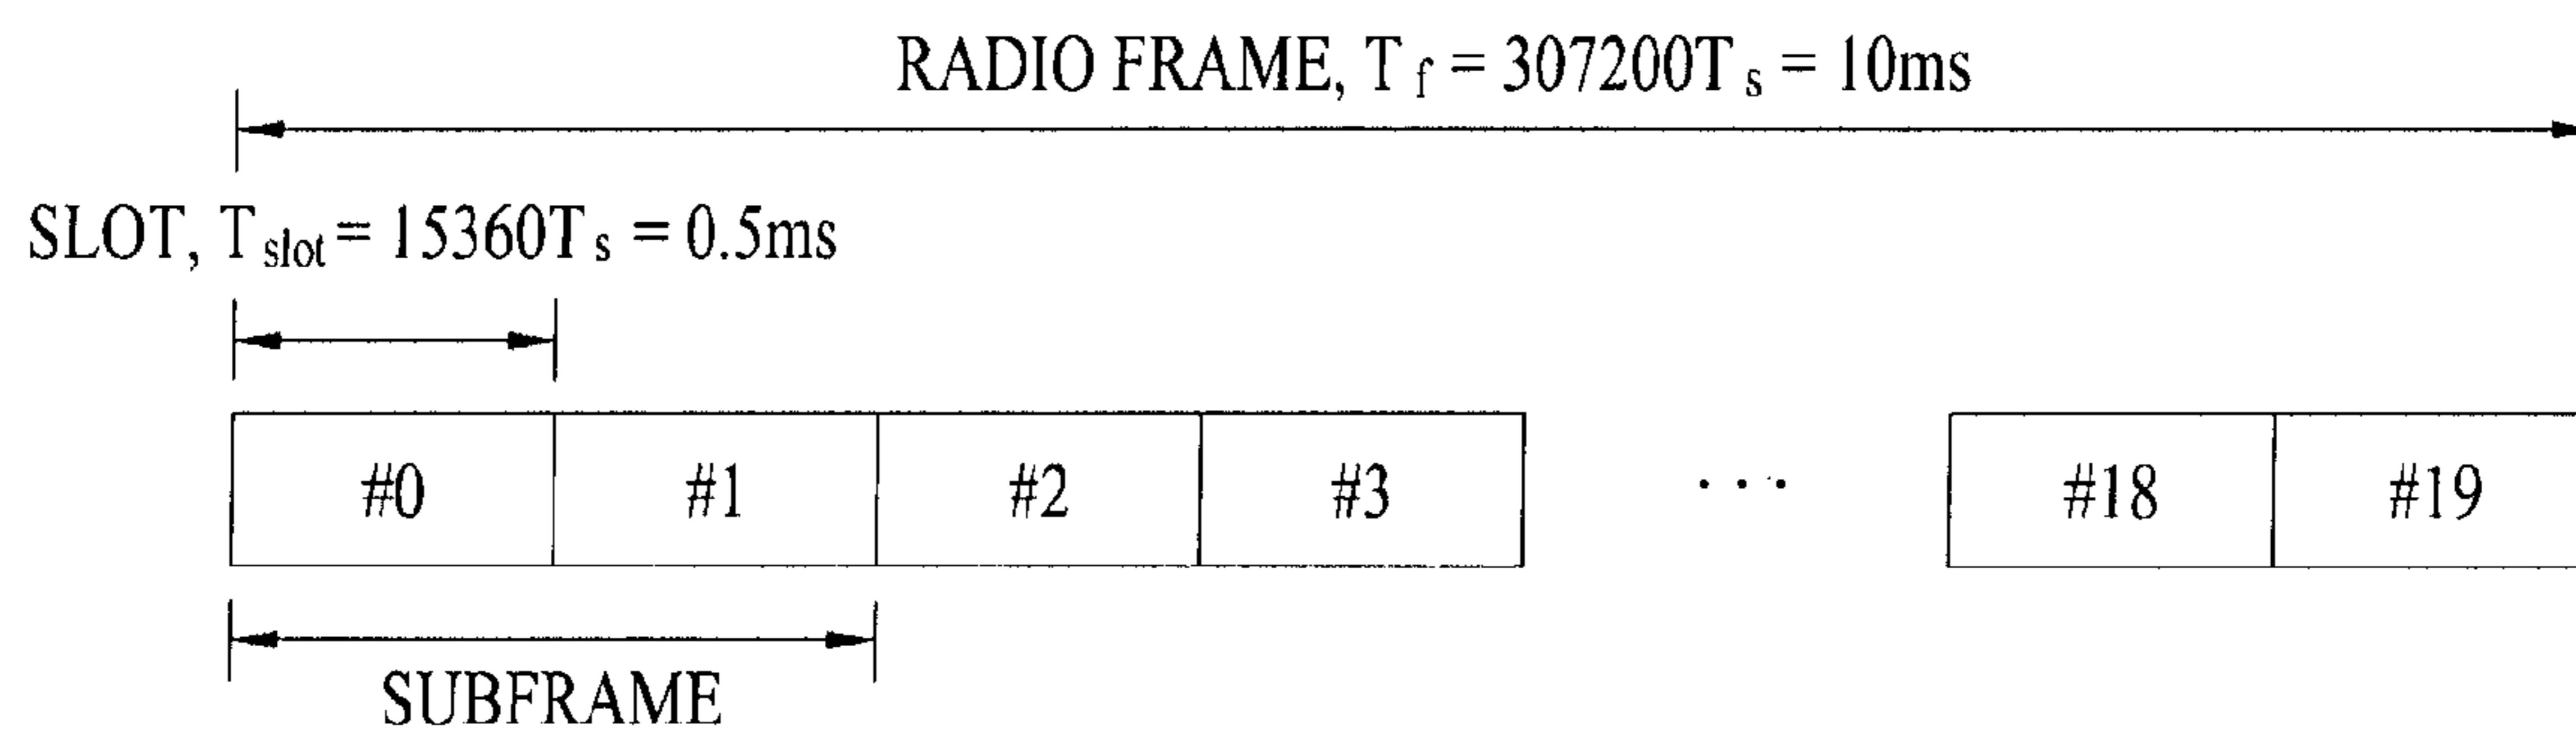 RADIO FRAME, T f = 307200T s = 10ms
SLOT, T slot = 15360T s = 0.5ms
#0 #1 #2 #3 · · · #18 #19
SUBFRAME